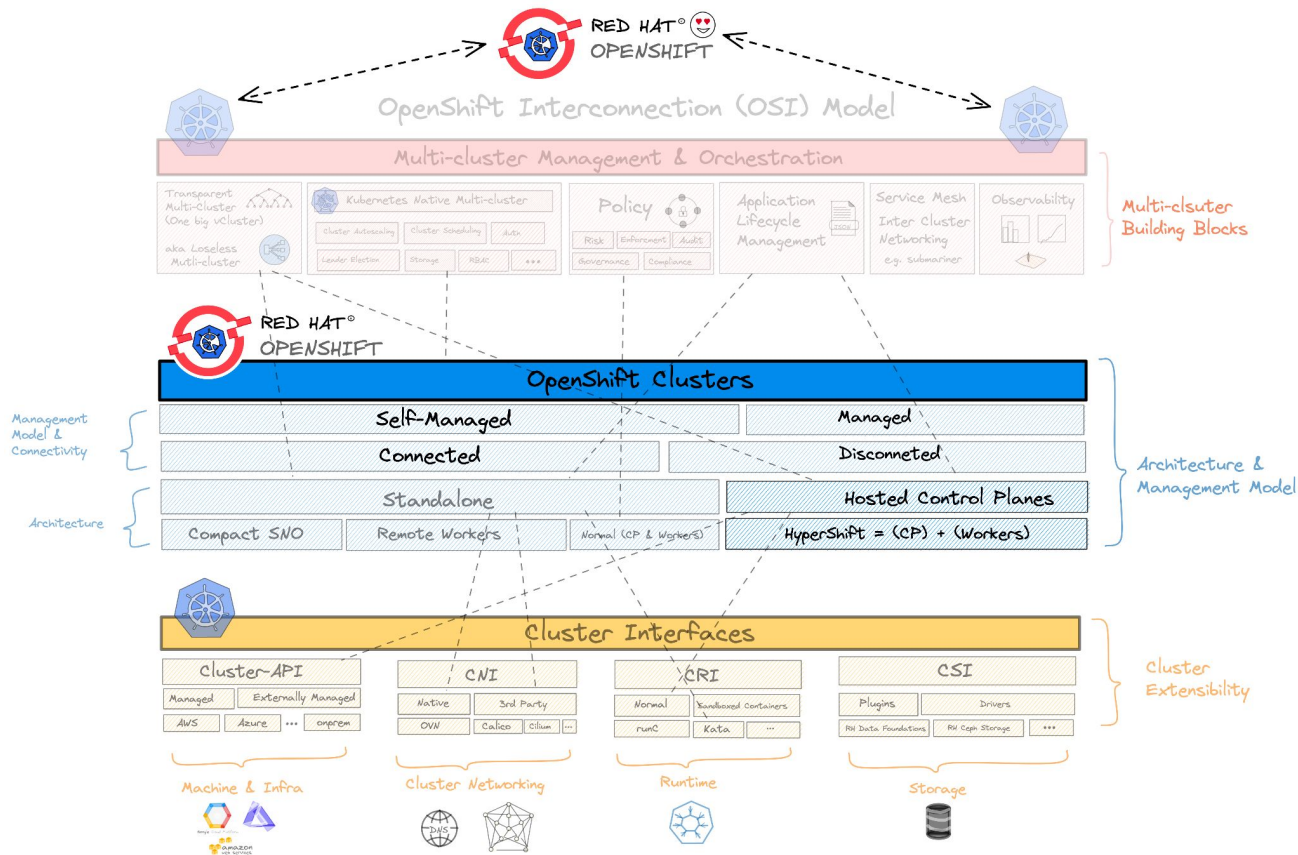 RED HAT®
OPENSHIFT
OpenShift Interconnection (OSI) Model
Multi-cluster Management & Orchestration
Transparent
Multi-Cluster
(One big vCluster)
aka Loseless
Mutli-cluster
Kubernetes Native Multi-cluster
Cluster Autoscaling
Cluster Scheduling
Auth
Leader Election
Storage
RBAC
...
Policy
Risk
Enforcment
Audit
Governance
Compliance
Application
Lifecycle
Management
JSON
Service Mesh
Inter Cluster
Networking
e.g. submariner
Observability
Multi-clsuter
Building Blocks
RED HAT®
OPENSHIFT
OpenShift Clusters
Management
Model &
Connectivity
Self-Managed
Managed
Connected
Disconneted
Architecture &
Management Model
Architecture
Standalone
Hosted Control Planes
Compact SNO
Remote Workers
Normal (CP & Workers)
HyperShift = (CP) + (Workers)
Cluster Interfaces
Cluster-API
Managed
Externally Managed
AWS
Azure
...
onprem
CNI
Native
3rd Party
OVN
Calico
Cilium
...
CRI
Normal
Sandboxed Containers
runC
Kata
...
CSI
Plugins
Drivers
RH Data Foundations
RH Ceph Storage
...
Cluster
Extensibility
Machine & Infra
Cluster Networking
Runtime
Storage
DNS
amazon